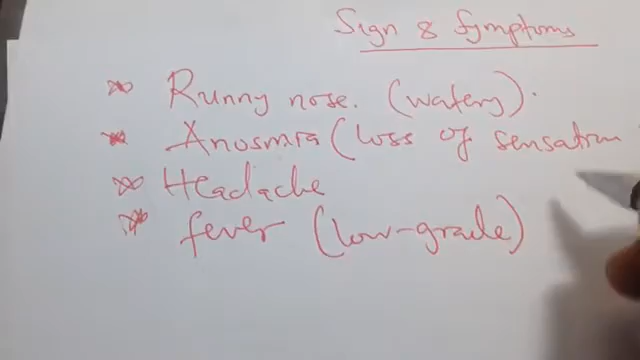 Sign & Symptoms
* Runny nose. (watery).
* Anosmia (loss of sensation
* Headache
* fever (low-grade)